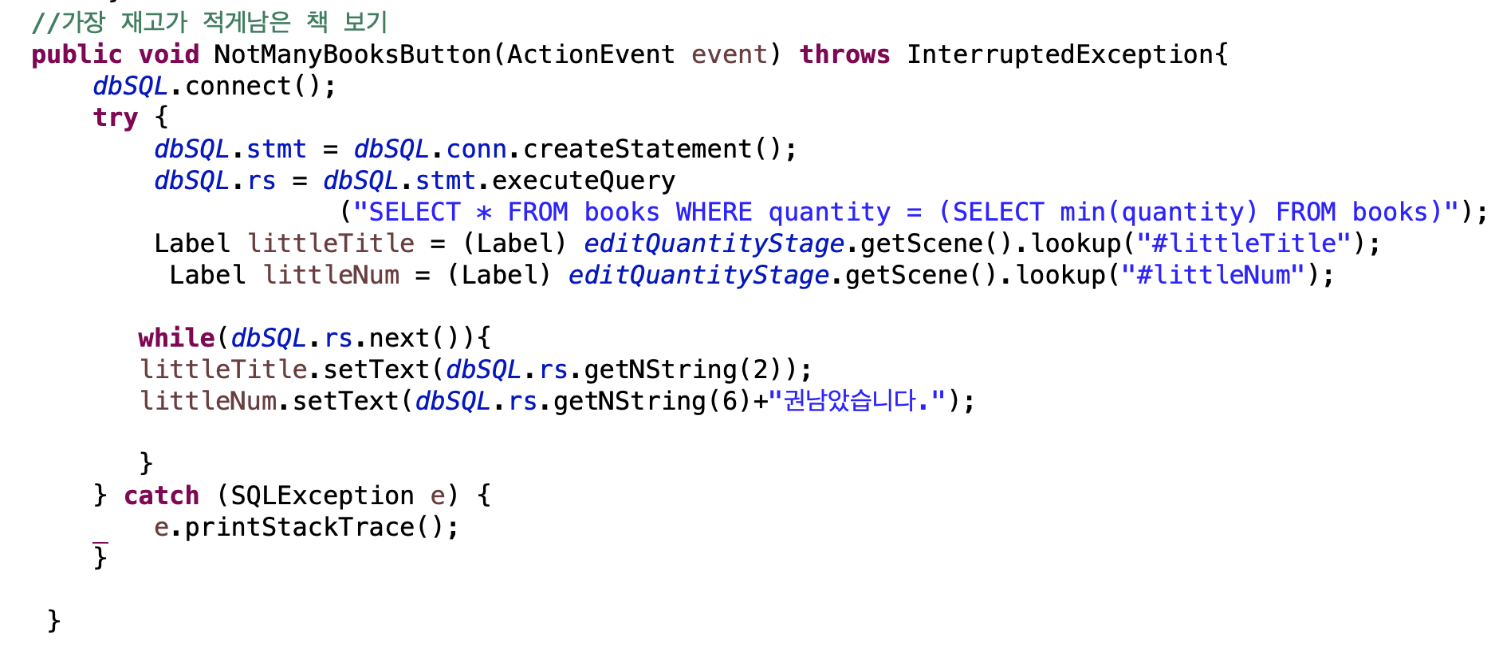 //가장 재고가 적게남은 책 보기
public void NotManyBooksButton(ActionEvent event) throws InterruptedException{
dbSQL.connect();
try {
dbSQL.stmt = dbSQL.conn.createStatement();
dbSQL.rs = dbSQL.stmt.executeQuery
("SELECT * FROM books WHERE quantity = (SELECT min(quantity) FROM books)");
Label littleTitle = (Label) editQuantityStage.getScene().lookup("#littleTitle");
Label littleNum = (Label) editQuantityStage.getScene().lookup("#littleNum");
while(dbSQL.rs.next()){
littleTitle.setText(dbSQL.rs.getNString(2));
littleNum.setText(dbSQL.rs.getNString(6)+"권남았습니다.");
}
} catch (SQLException e) {
e.printStackTrace();
}
}